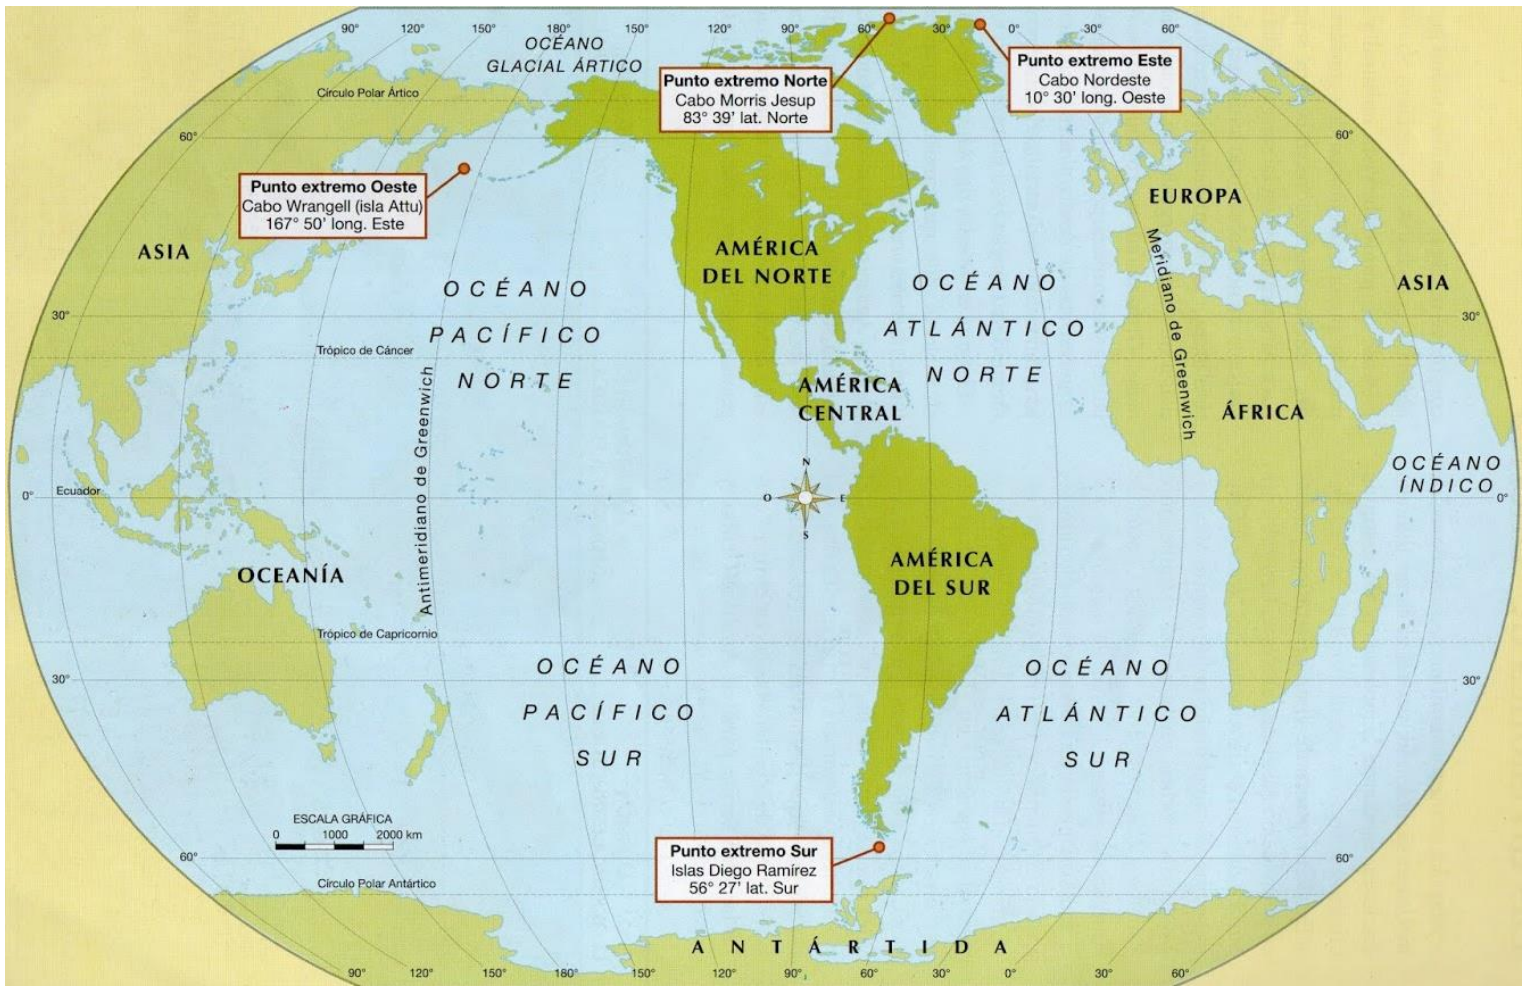 90°
120°
150°
180°
150°
120°
90°
60°
30°
0°
30°
60°
OCÉANO
GLACIAL ÁRTICO
Círculo Polar Ártico
Punto extremo Norte
Cabo Morris Jesup
83° 39' lat. Norte
Punto extremo Este
Cabo Nordeste
10° 30' long. Oeste
60°
60°
Punto extremo Oeste
Cabo Wrangell (isla Attu)
167° 50' long. Este
EUROPA
ASIA
AMÉRICA
DEL NORTE
ASIA
OCÉANO
PACÍFICO
NORTE
OCÉANO
ATLÁNTICO
NORTE
Meridiano de Greenwich
30°
30°
Trópico de Cáncer
AMÉRICA
CENTRAL
ÁFRICA
Antimeridiano de Greenwich
N
O
E
S
OCÉANO
ÍNDICO
0°
Ecuador
0°
OCEANÍA
AMÉRICA
DEL SUR
Trópico de Capricornio
30°
30°
OCÉANO
PACÍFICO
SUR
OCÉANO
ATLÁNTICO
SUR
ESCALA GRÁFICA
0 1000 2000 km
Punto extremo Sur
Islas Diego Ramírez
56° 27' lat. Sur
60°
60°
Círculo Polar Antártico
ANTÁRTIDA
90°
120°
150°
180°
150°
120°
90°
60°
30°
0°
30°
60°